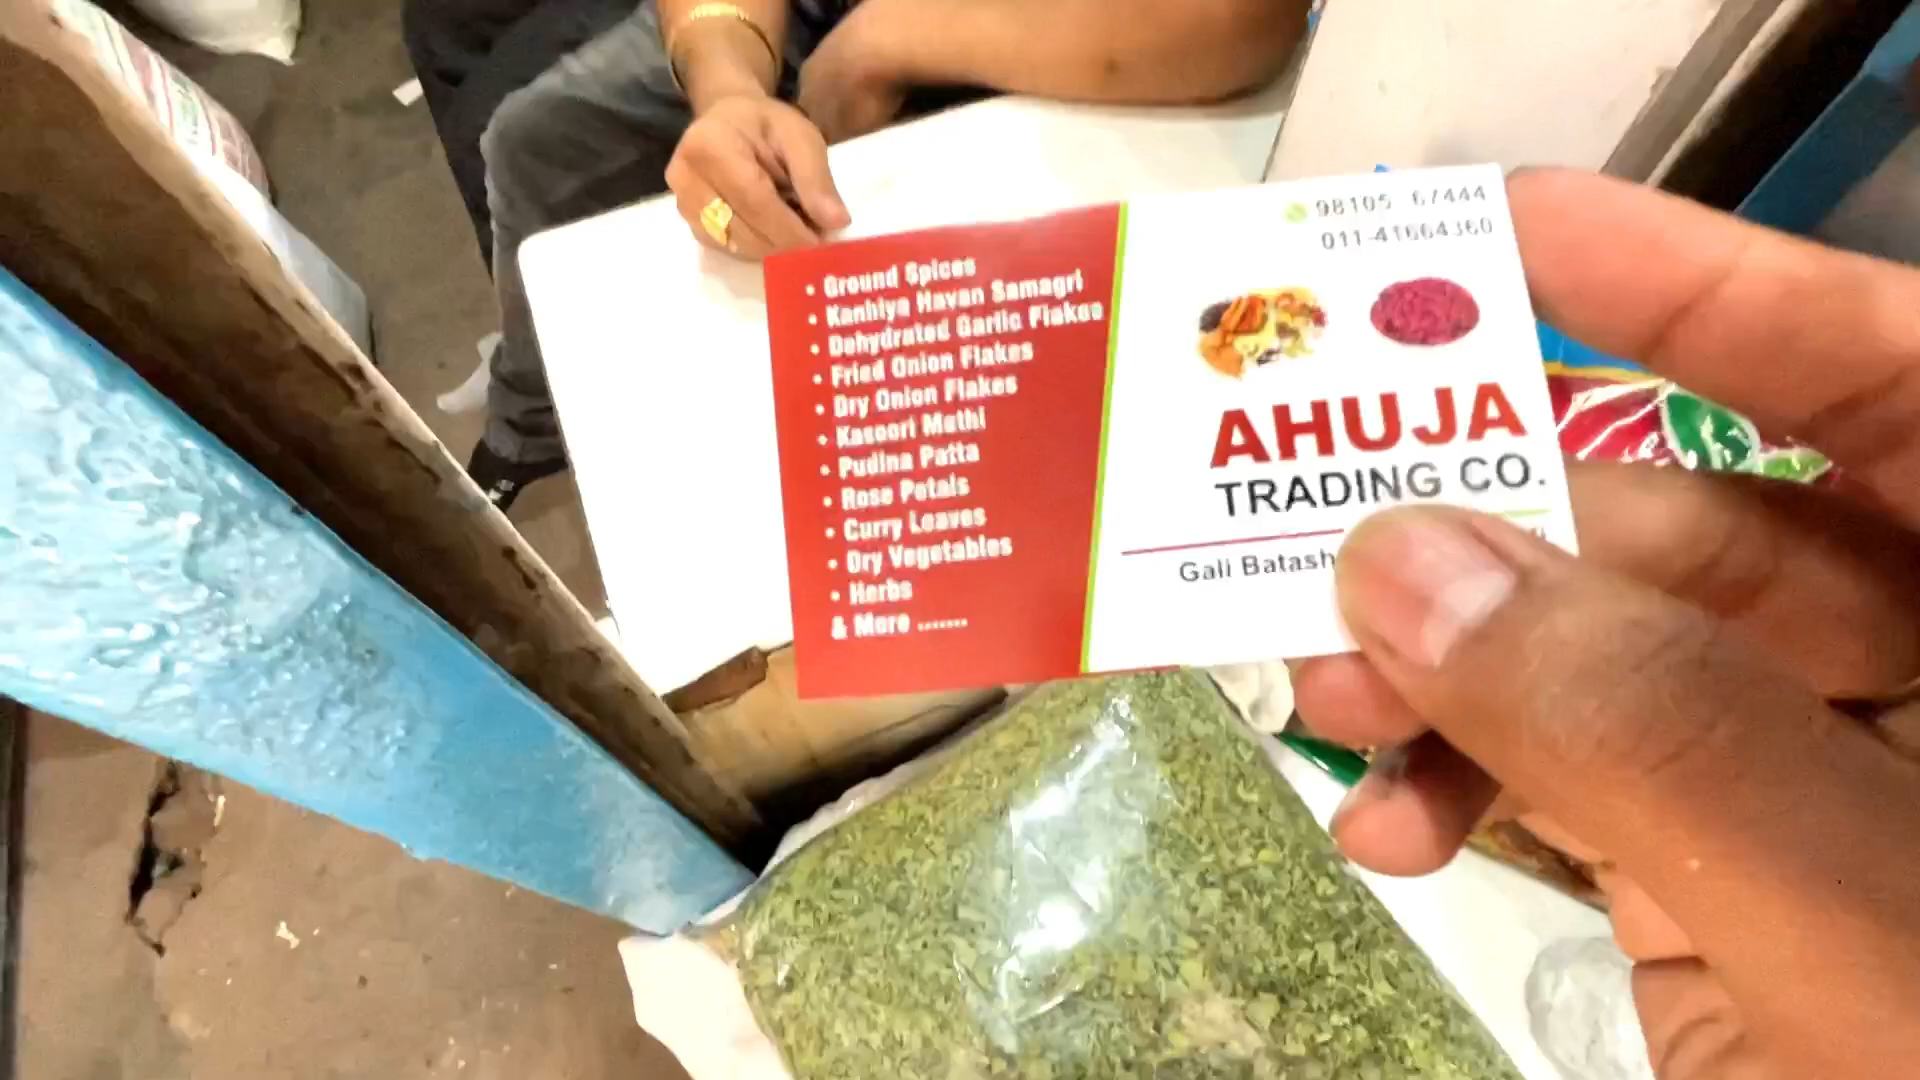 • Ground Spices
• Kanhiya Havan Samagri
• Dehydrated Garlic Flakes
• Fried Onion Flakes
• Dry Onion Flakes
• Kasoori Methi
• Pudina Patta
• Rose Petals
• Curry Leaves
• Dry Vegetables
• Herbs
& More .......
98105 67444
011-41664360
AHUJA
TRADING CO.
Gali Batash